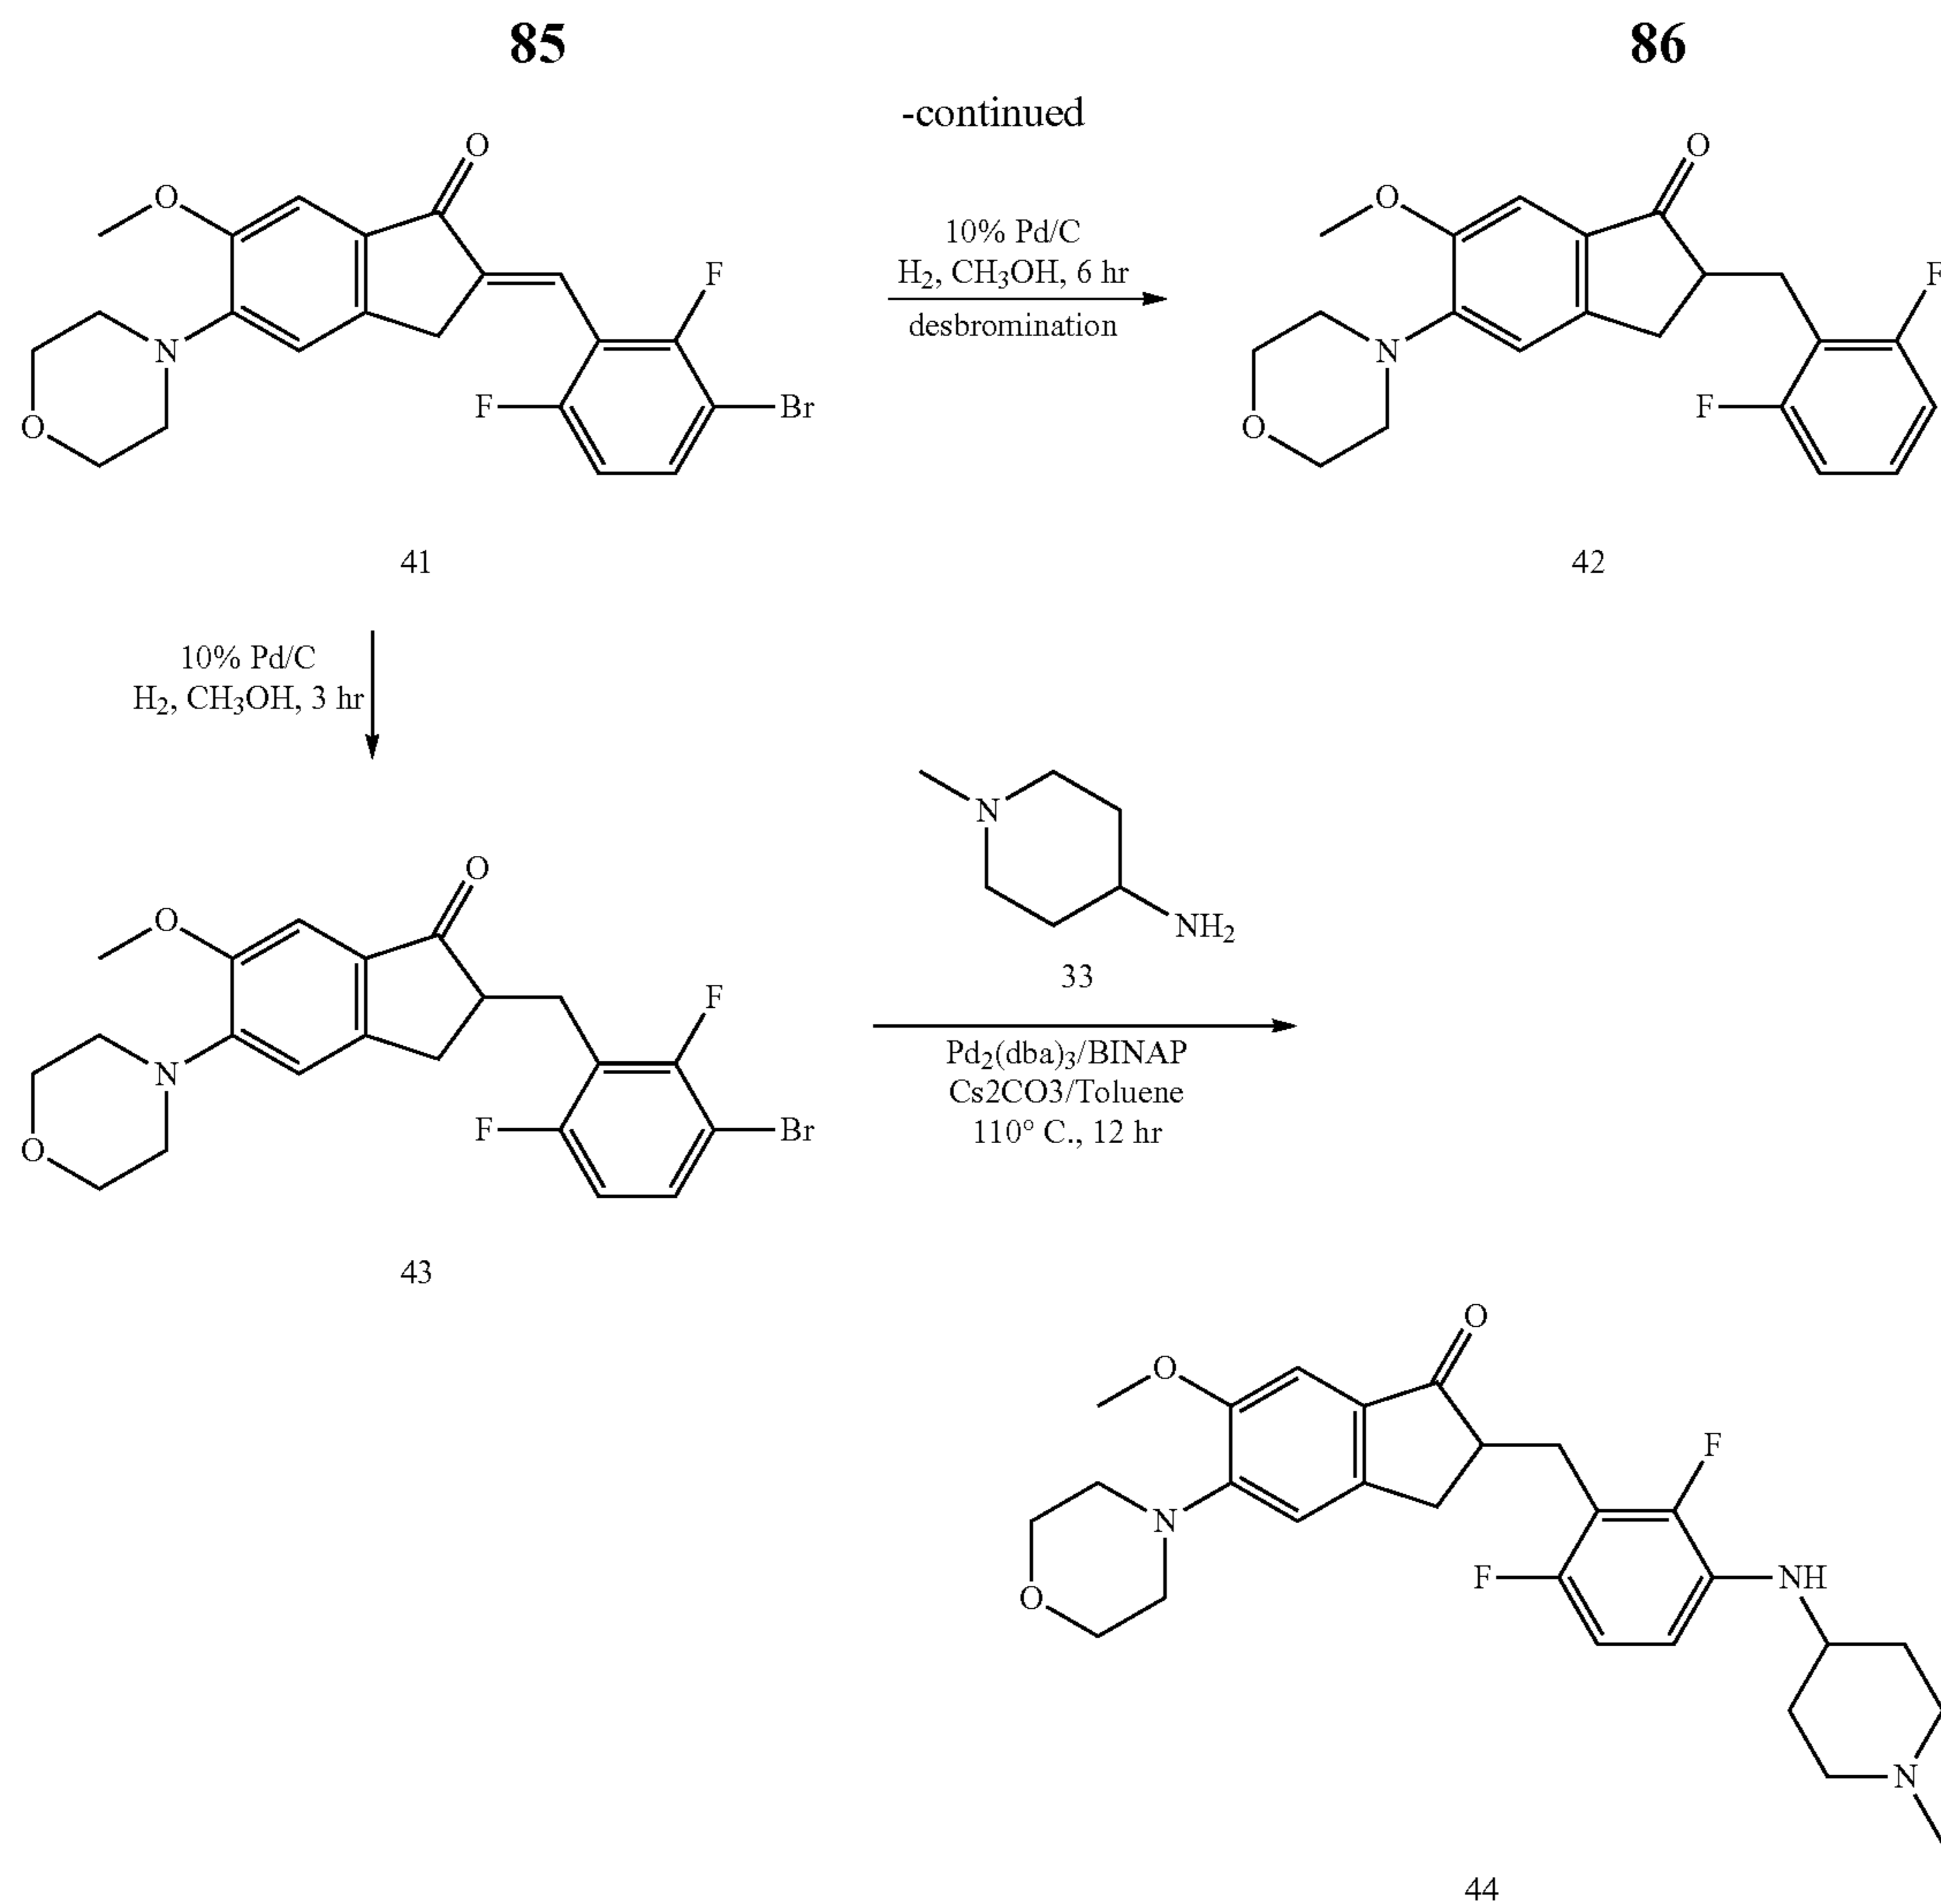 85
86
-continued
O
O
O
O
10% Pd/C
H2, CH3OH, 6 hr
desbromination
F
F
N
N
F
Br
F
O
O
41
42
10% Pd/C
H2, CH3OH, 3 hr
N
NH2
33
O
O
F
Pd2(dba)3/BINAP
Cs2CO3/Toluene
110° C., 12 hr
N
F
Br
O
43
O
O
F
N
F
NH
O
N
44